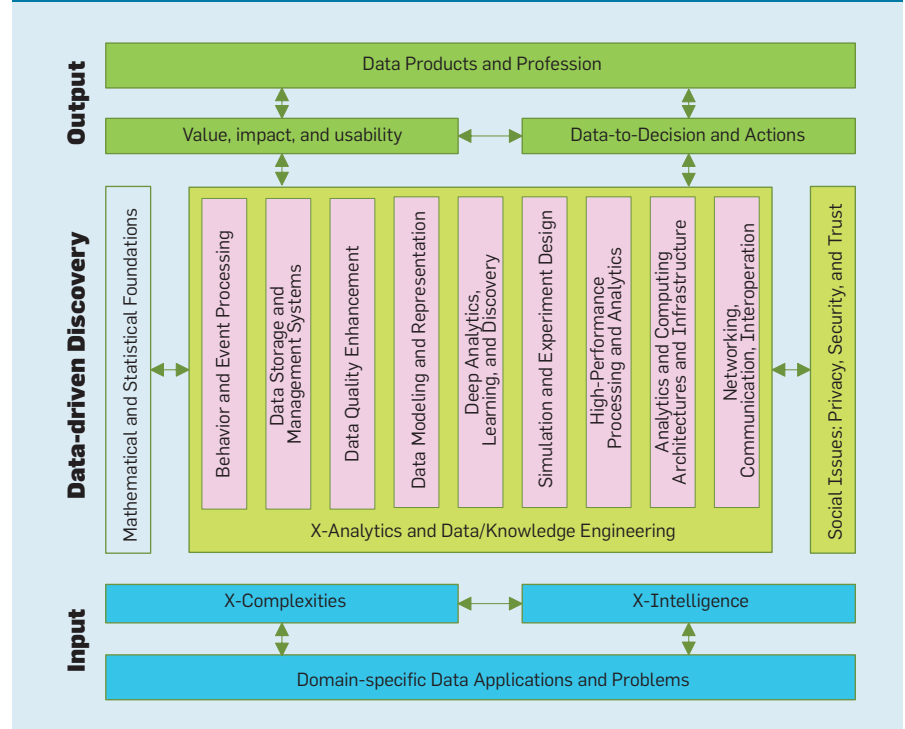 Output
Data Products and Profession
Value, impact, and usability
Data-to-Decision and Actions
Data-driven Discovery
Mathematical and Statistical Foundations
Behavior and Event Processing
Data Storage and
Management Systems
Data Quality Enhancement
Data Modeling and Representation
Deep Analytics,
Learning, and Discovery
Simulation and Experiment Design
High-Performance
Processing and Analytics
Analytics and Computing
Architectures and Infrastructure
Networking,
Communication, Interoperation
Social Issues: Privacy, Security, and Trust
X-Analytics and Data/Knowledge Engineering
Input
X-Complexities
X-Intelligence
Domain-specific Data Applications and Problems